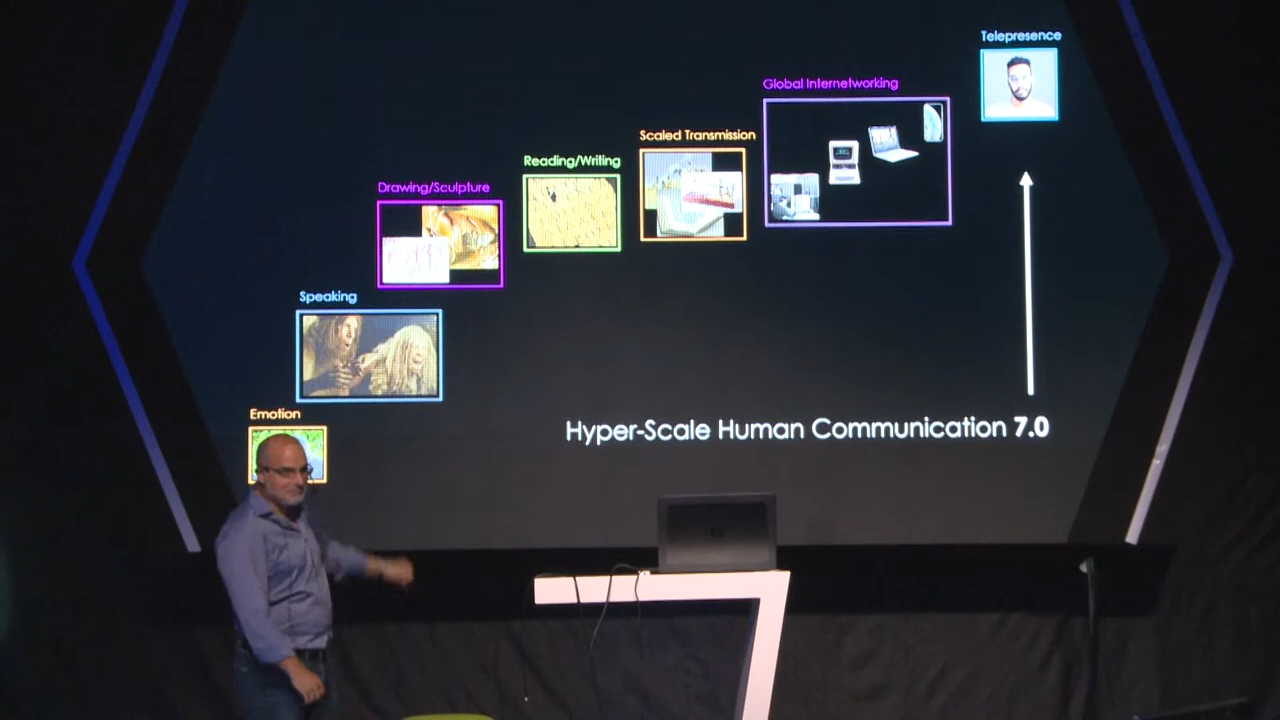 Telepresence
Global Internetworking
Scaled Transmission
Reading/Writing
Drawing/Sculpture
Speaking
Emotion
Hyper-Scale Human Communication 7.0